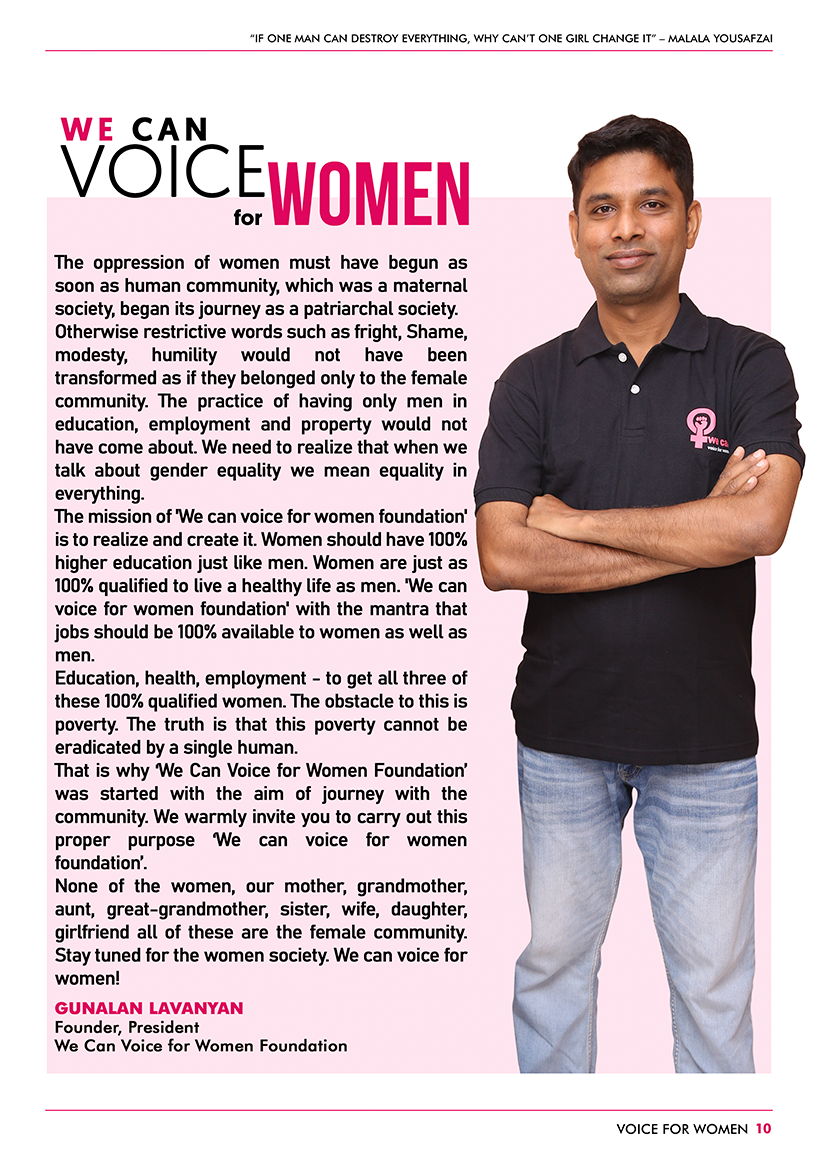 “IF ONE MAN CAN DESTROY EVERYTHING, WHY CAN’T ONE GIRL CHANGE IT” – MALALA YOUSAFZAI
WE CAN
VOICE
for WOMEN
The oppression of women must have begun as
soon as human community, which was a maternal
society, began its journey as a patriarchal society.
Otherwise restrictive words such as fright, Shame,
modesty, humility would not have been
transformed as if they belonged only to the female
community. The practice of having only men in
education, employment and property would not
have come about. We need to realize that when we
talk about gender equality we mean equality in
everything.
The mission of 'We can voice for women foundation'
is to realize and create it. Women should have 100%
higher education just like men. Women are just as
100% qualified to live a healthy life as men. 'We can
voice for women foundation' with the mantra that
jobs should be 100% available to women as well as
men.
Education, health, employment - to get all three of
these 100% qualified women. The obstacle to this is
poverty. The truth is that this poverty cannot be
eradicated by a single human.
That is why ‘We Can Voice for Women Foundation’
was started with the aim of journey with the
community. We warmly invite you to carry out this
proper purpose ‘We can voice for women
foundation’.
None of the women, our mother, grandmother,
aunt, great-grandmother, sister, wife, daughter,
girlfriend all of these are the female community.
Stay tuned for the women society. We can voice for
women!
GUNALAN LAVANYAN
Founder, President
We Can Voice for Women Foundation
We
VOICE FOR WOMEN 10